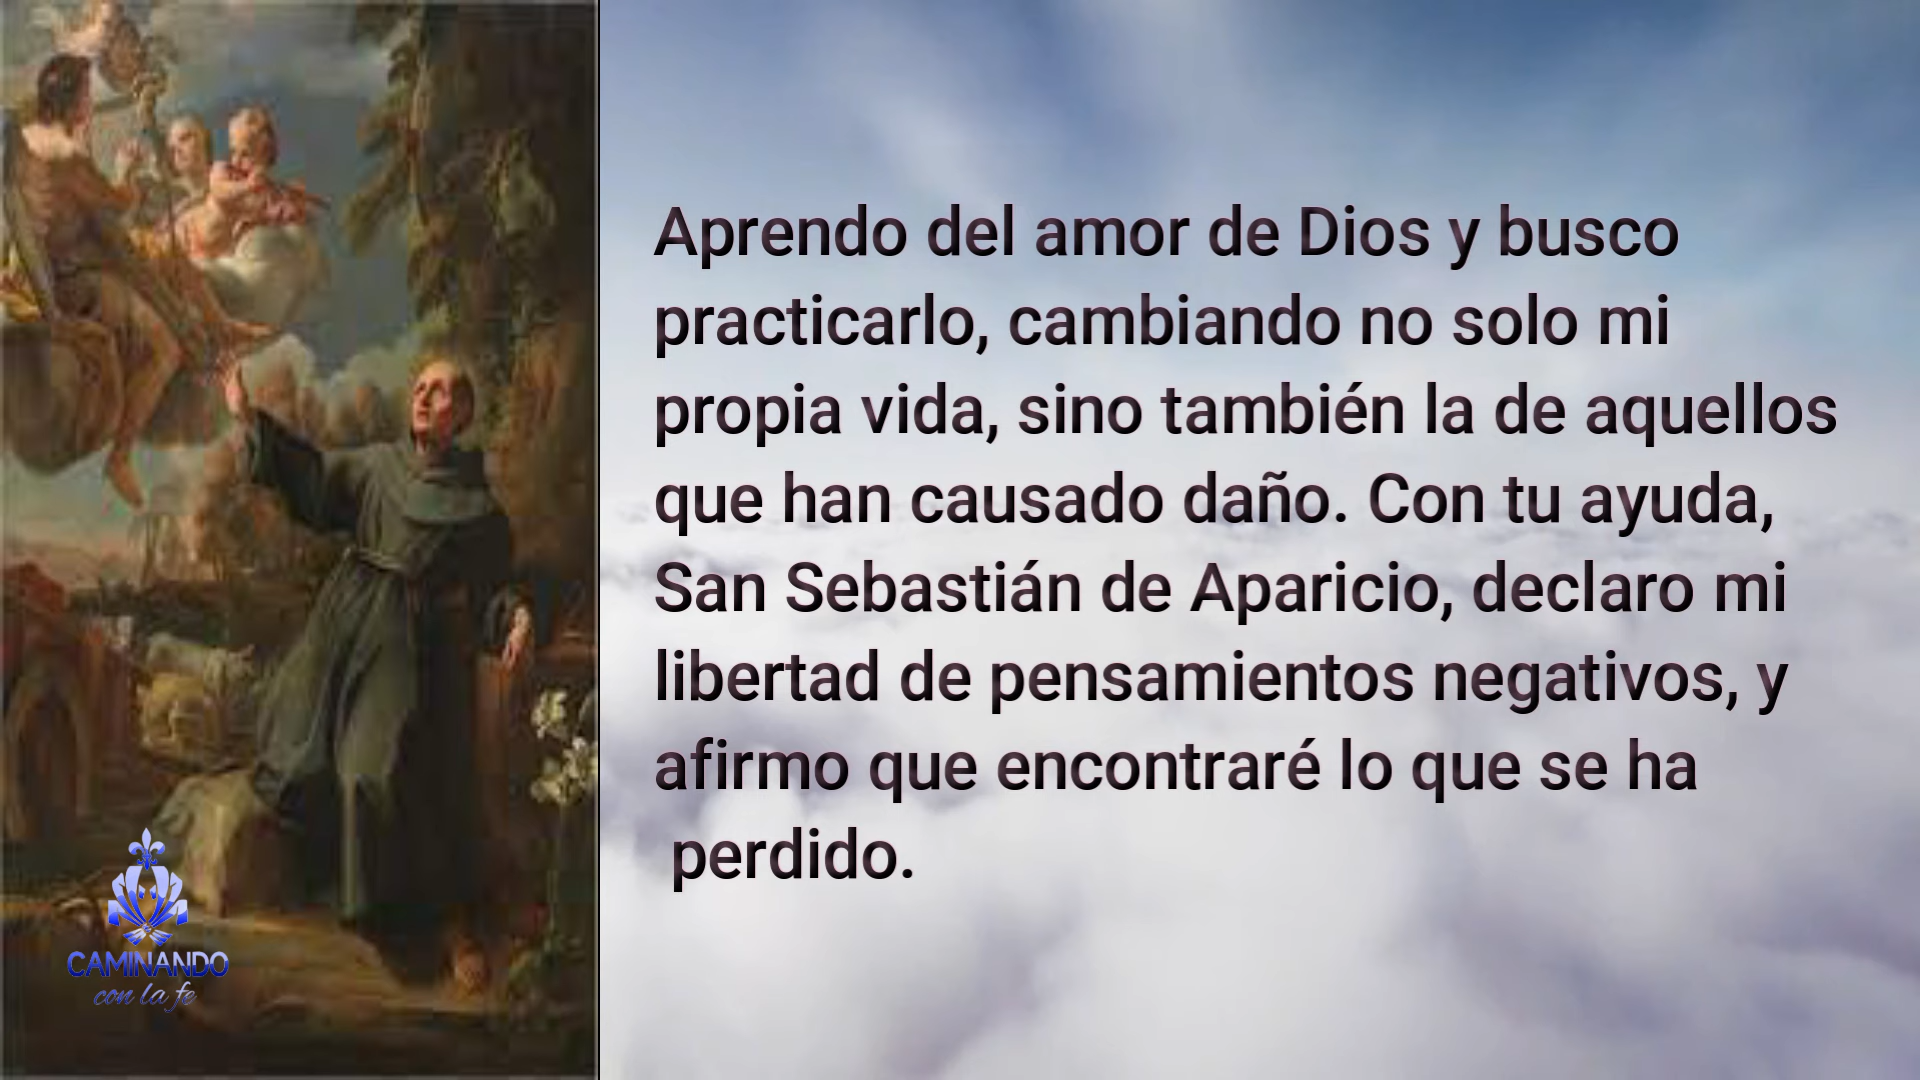 Aprendo del amor de Dios y busco
practicarlo, cambiando no solo mi
propia vida, sino también la de aquellos
que han causado daño. Con tu ayuda,
San Sebastián de Aparicio, declaro mi
libertad de pensamientos negativos, y
afirmo que encontraré lo que se ha
perdido.
CAMINANDO
con la fe